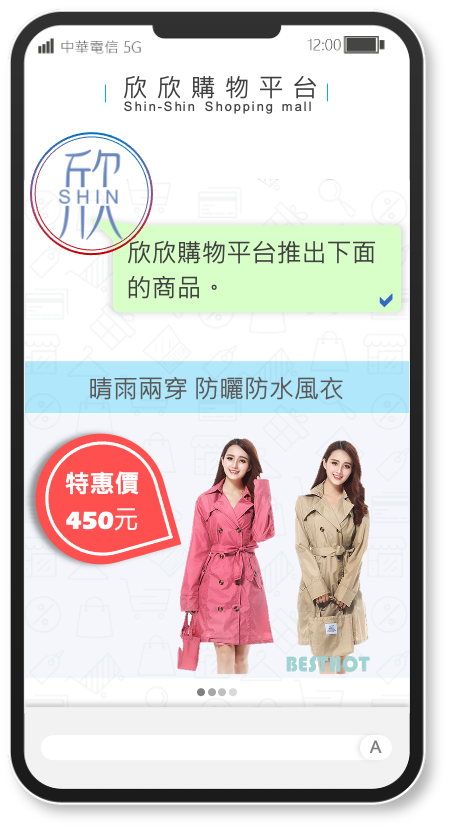 中華電信 5G 12:00
欣欣購物平台
Shin-Shin Shopping mall
欣
SHIN
欣欣購物平台推出下面
的商品。
晴雨兩穿 防曬防水風衣
特惠價
450元
BESTHOT
A